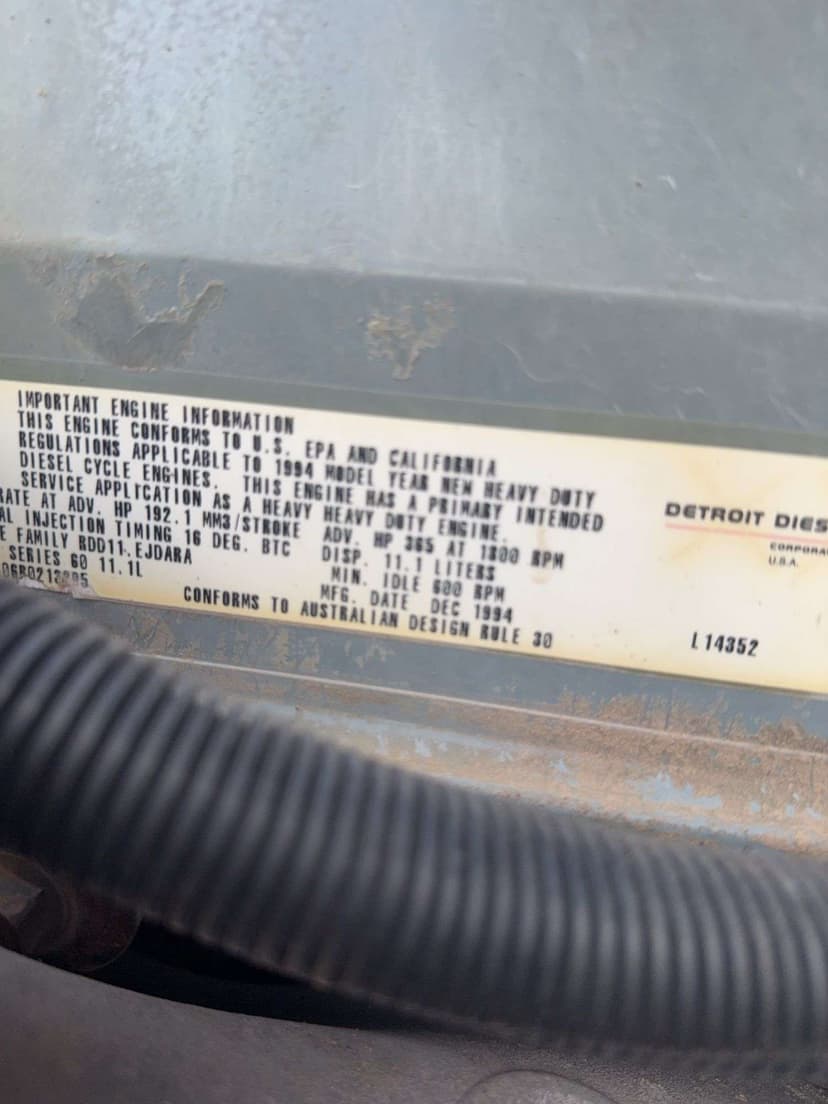 IMPORTANT ENGINE INFORMATION
THIS ENGINE CONFORMS TO U.S. EPA AND CALIFORNIA
REGULATIONS APPLICABLE TO 1994 MODEL YEAR NEW HEAVY DUTY
DIESEL CYCLE ENGINES. THIS ENGINE HAS A PRIMARY INTENDED
SERVICE APPLICATION AS A HEAVY HEAVY DUTY ENGINE.
RATE AT ADV. HP 192.1 MM3/STROKE ADV. HP 365 AT 1800 RPM
AL INJECTION TIMING 16 DEG. BTC DISP. 11.1 LITERS
E FAMILY RDD11.EJDARA MIN. IDLE 600 RPM
SERIES 60 11.1L MFG. DATE DEC 1994
CONFORMS TO AUSTRALIAN DESIGN RULE 30
DETROIT DIES
CORPORA
U.S.A.
L14352